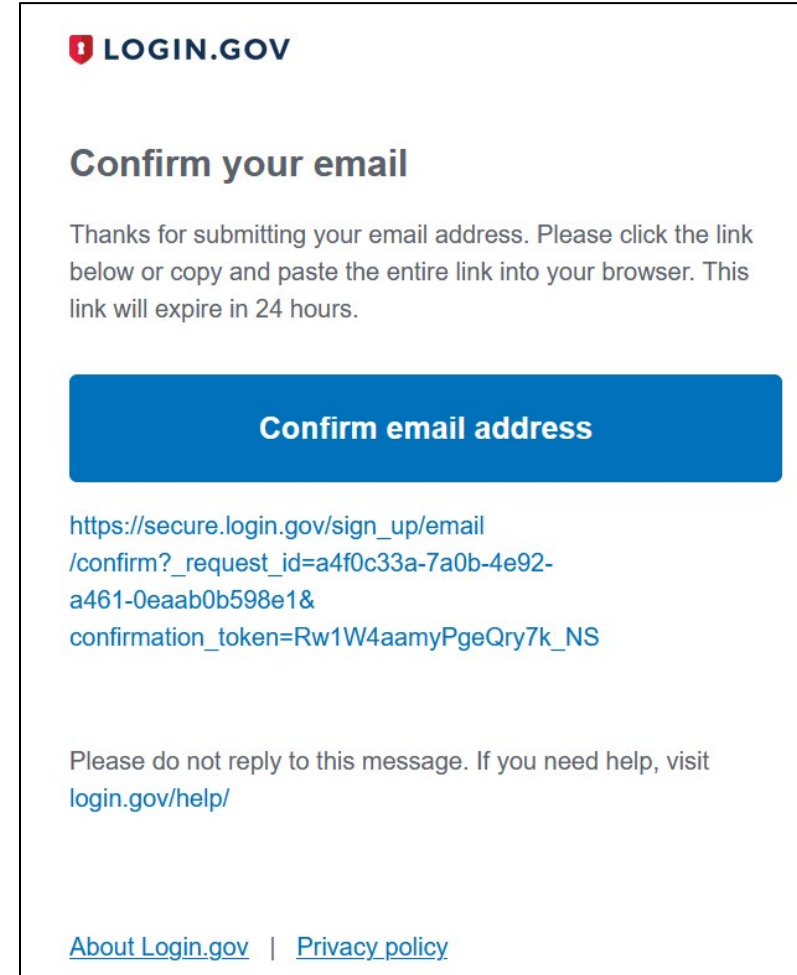 LOGIN.GOV
Confirm your email
Thanks for submitting your email address. Please click the link
below or copy and paste the entire link into your browser. This
link will expire in 24 hours.
Confirm email address
https://secure.login.gov/sign_up/email
/confirm?_request_id=a4f0c33a-7a0b-4e92-
a461-0eaab0b598e1&
confirmation_token=Rw1W4aamyPgeQry7k_NS
Please do not reply to this message. If you need help, visit
login.gov/help/
About Login.gov | Privacy policy